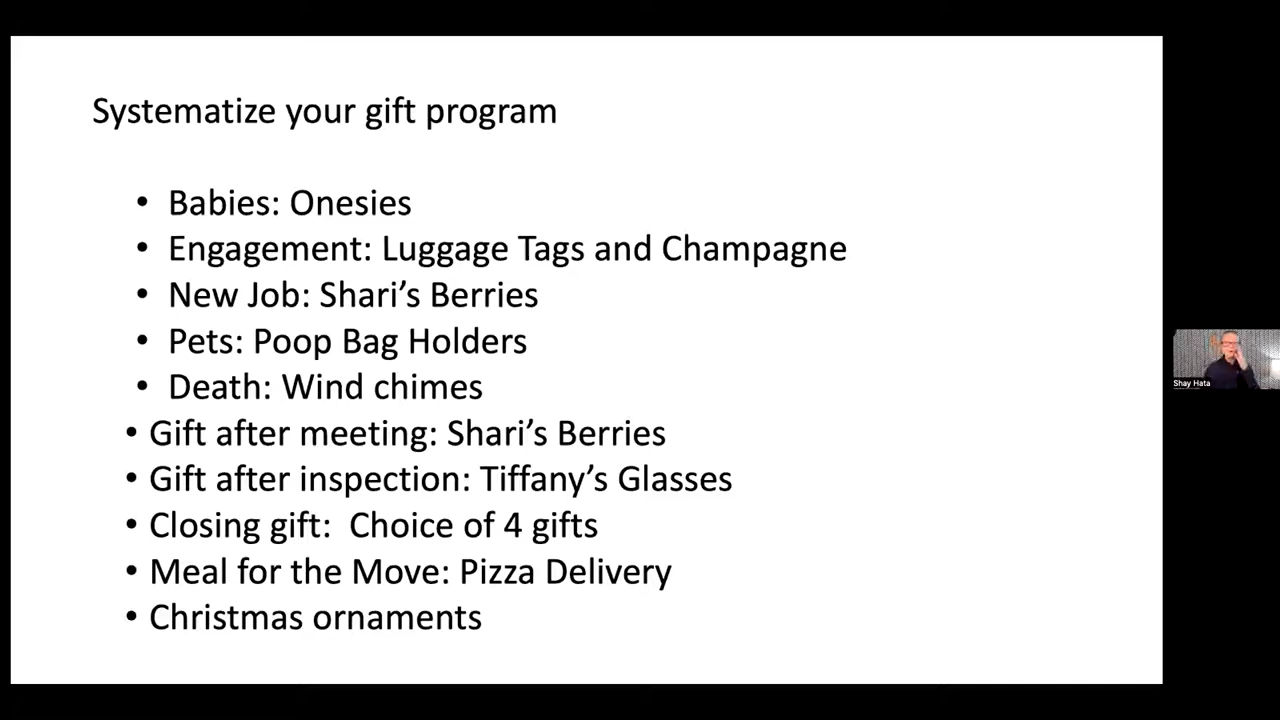 Systematize your gift program
• Babies: Onesies
• Engagement: Luggage Tags and Champagne
• New Job: Shari’s Berries
• Pets: Poop Bag Holders
• Death: Wind chimes
• Gift after meeting: Shari’s Berries
• Gift after inspection: Tiffany’s Glasses
• Closing gift:  Choice of 4 gifts
• Meal for the Move: Pizza Delivery
• Christmas ornaments
Shay Hata